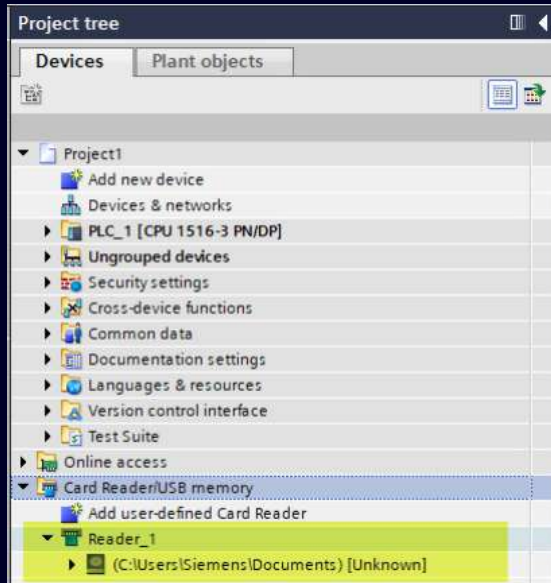 Project tree
Devices
Plant objects
Project1
Add new device
Devices & networks
PLC_1 [CPU 1516-3 PN/DP]
Ungrouped devices
Security settings
Cross-device functions
Common data
Documentation settings
Languages & resources
Version control interface
Test Suite
Online access
Card Reader/USB memory
Add user-defined Card Reader
Reader_1
(C:\Users\Siemens\Documents) [Unknown]